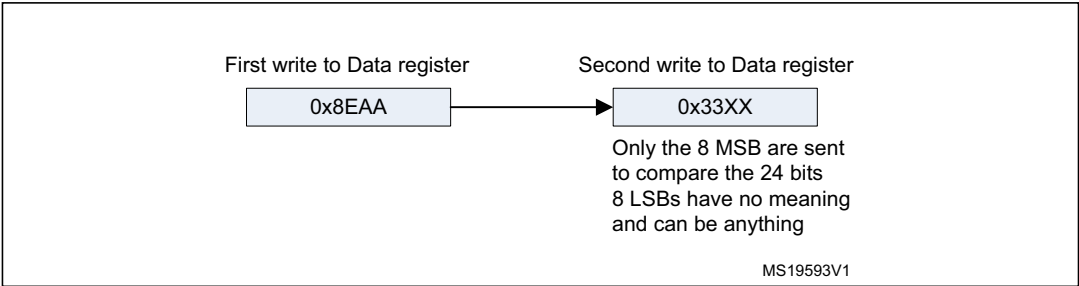 First write to Data register
Second write to Data register
0x8EAA
0x33XX
Only the 8 MSB are sent
to compare the 24 bits
8 LSBs have no meaning
and can be anything
MS19593V1